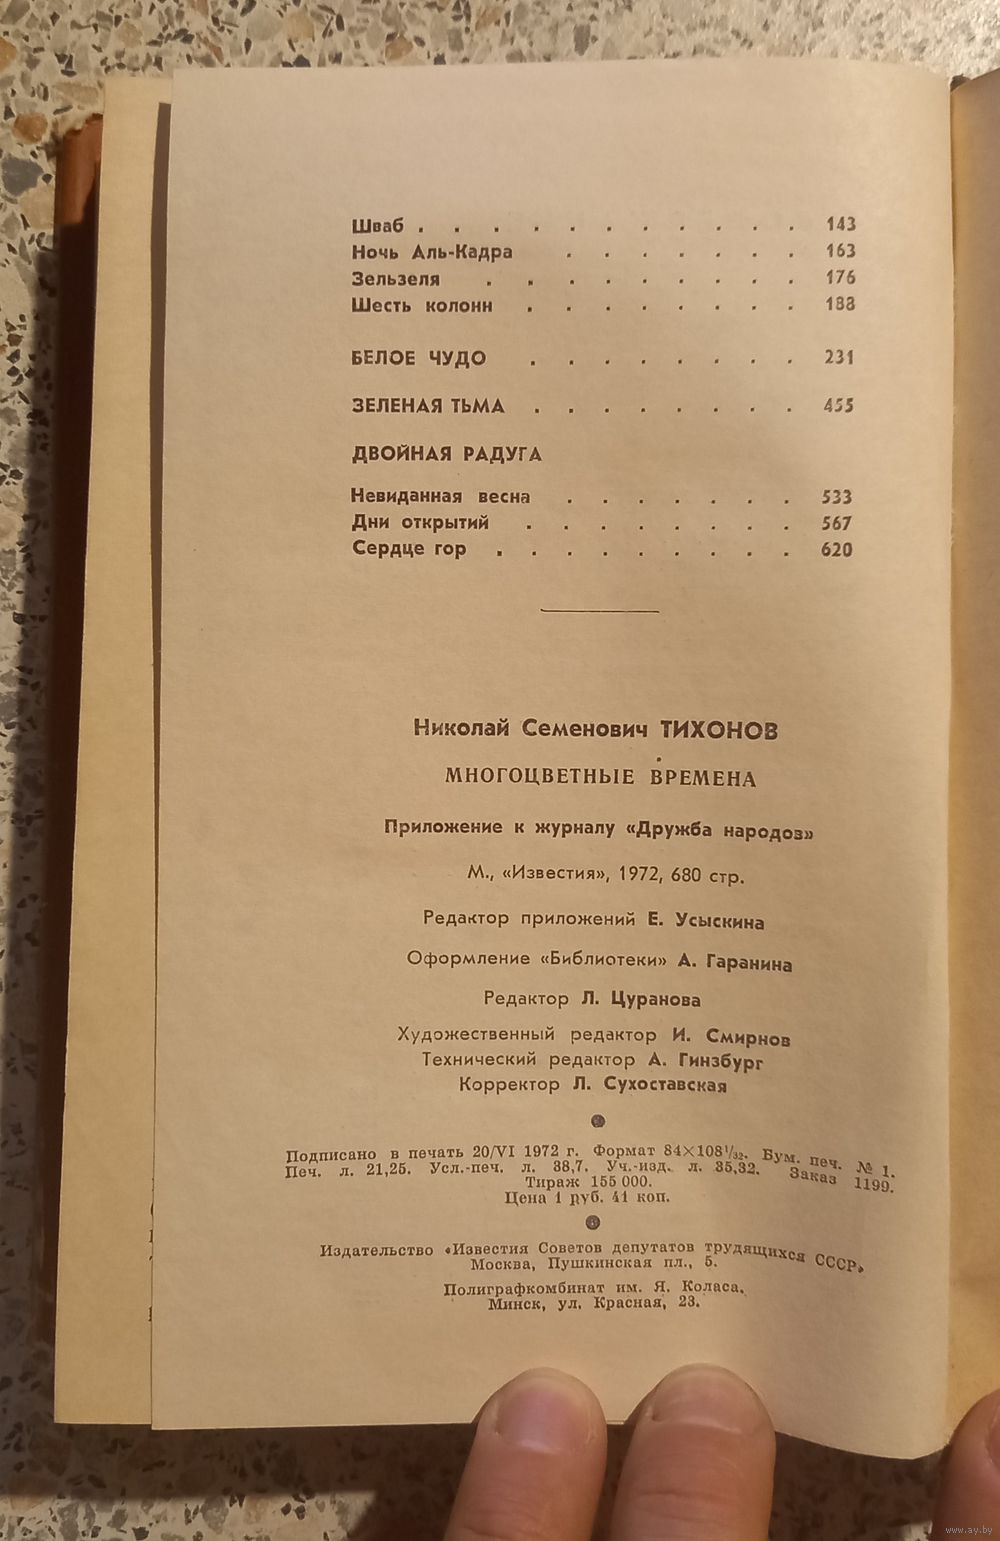 Шваб . . . . . . . . . . . 143
Ночь Аль-Кадра . . . . . . . 163
Зельзеля . . . . . . . . . 176
Шесть колонн . . . . . . . . 188
БЕЛОЕ ЧУДО . . . . . . . . 231
ЗЕЛЕНАЯ ТЬМА . . . . . . . . 455
ДВОЙНАЯ РАДУГА
Невиданная весна . . . . . . . 533
Дни открытий . . . . . . . . 567
Сердце гор . . . . . . . . . 620
Николай Семенович ТИХОНОВ
МНОГОЦВЕТНЫЕ ВРЕМЕНА
Приложение к журналу «Дружба народов»
М., «Известия», 1972, 680 стр.
Редактор приложений Е. Усыскина
Оформление «Библиотеки» А. Гаранина
Редактор Л. Цуранова
Художественный редактор И. Смирнов
Технический редактор А. Гинзбург
Корректор Л. Сухоставская
Подписано в печать 20/VI 1972 г. Формат 84×108¹/₃₂. Бум. печ. № 1.
Печ. л. 21,25. Усл.-печ. л. 38,7. Уч.-изд. л. 35,32. Заказ 1199.
Тираж 155 000.
Цена 1 руб. 41 коп.
Издательство «Известия Советов депутатов трудящихся СССР»
Москва, Пушкинская пл., 5.
Полиграфкомбинат им. Я. Коласа.
Минск, ул. Красная, 23.
www.ay.by